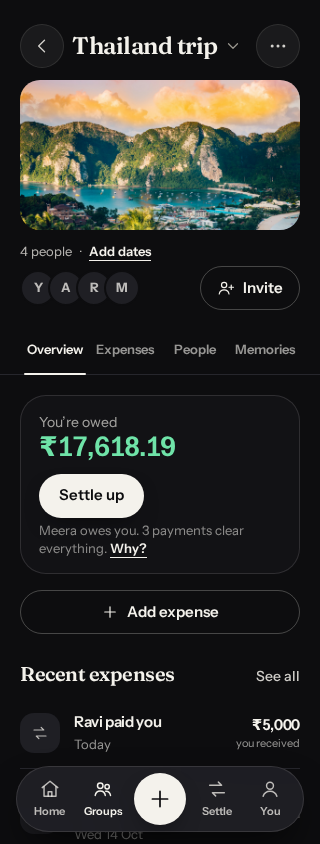 Thailand trip
4 people · Add dates
Y A R M
Invite
Overview Expenses People Memories
You're owed
₹17,618.19
Settle up
Meera owes you. 3 payments clear
everything. Why?
Add expense
Recent expenses See all
Ravi paid you ₹5,000
Today you received
Home Groups Settle You
Wed 14 Oct